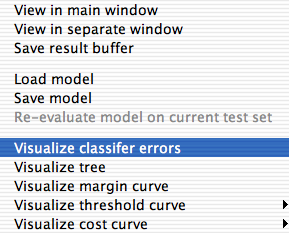 View in main window
View in separate window
Save result buffer
Load model
Save model
Re-evaluate model on current test set
Visualize classifer errors
Visualize tree
Visualize margin curve
Visualize threshold curve
Visualize cost curve